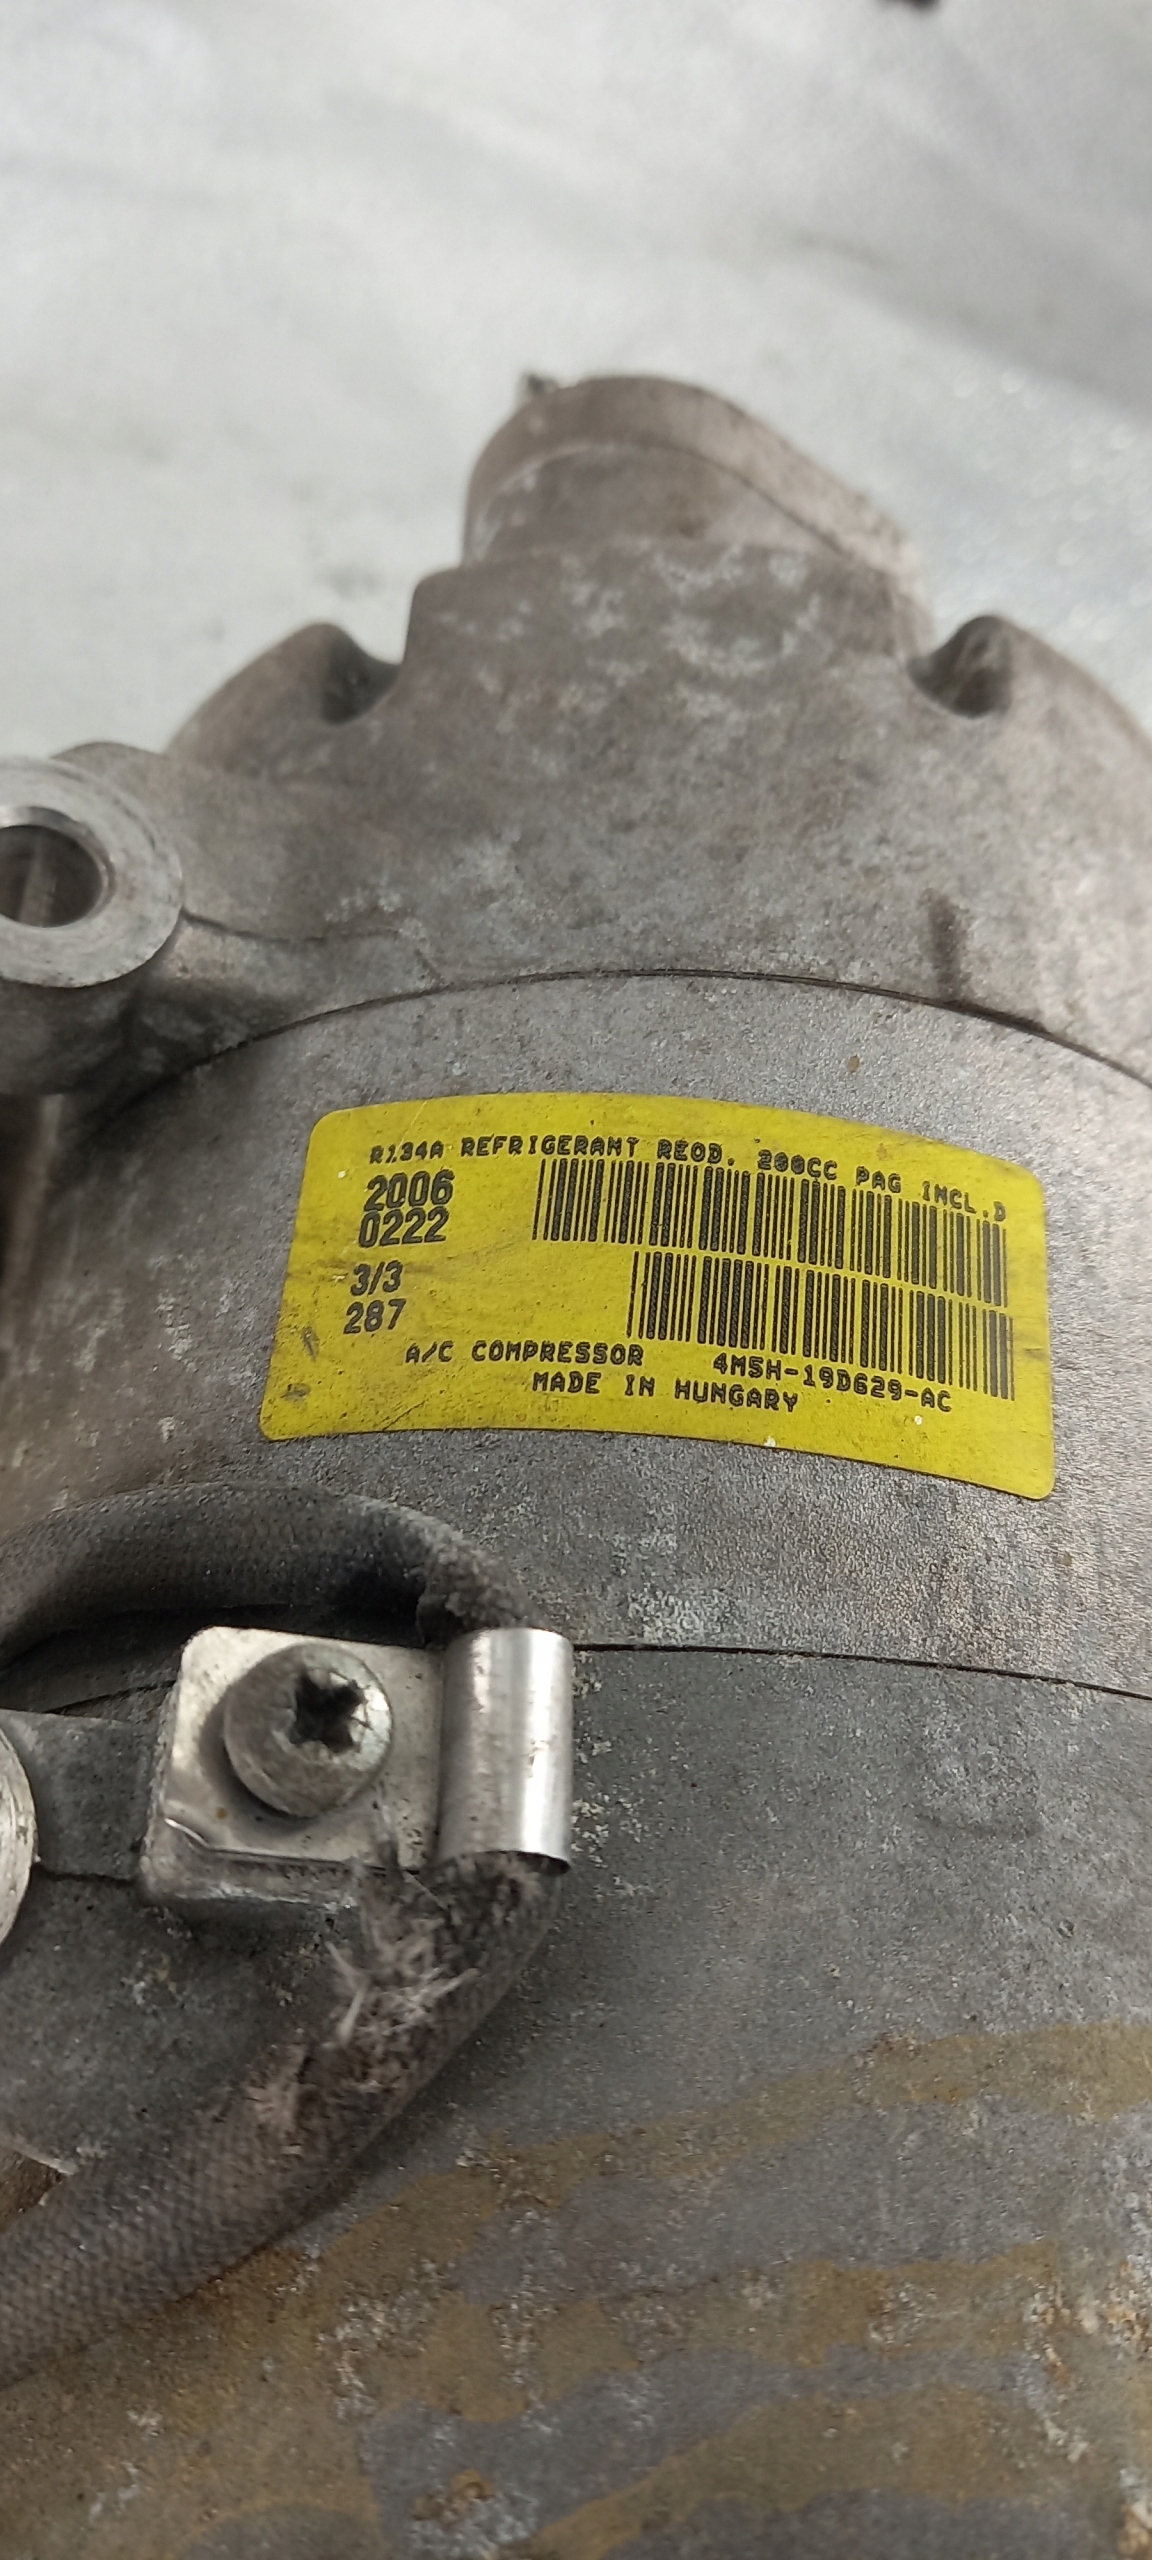 R134A REFRIGERANT REQD. 200CC PAG INCL.D
2006
0222
3/3
287
A/C COMPRESSOR 4M5H-19D629-AC
MADE IN HUNGARY